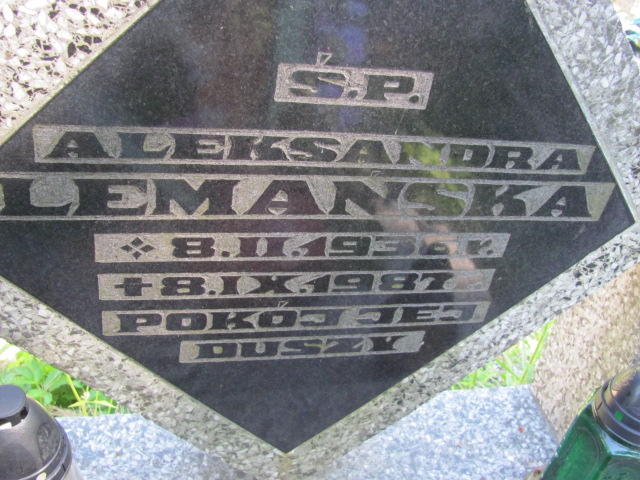 Ś.P.
ALEKSANDRA
LEMAŃSKA
8.II.1936r.
+8.IX.1987r.
POKÓJ JEJ
DUSZY